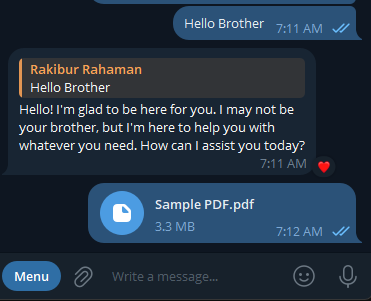 Hello Brother
7:11 AM
Rakibur Rahaman
Hello Brother
Hello! I'm glad to be here for you. I may not be
your brother, but I'm here to help you with
whatever you need. How can I assist you today?
7:11 AM
Sample PDF.pdf
3.3 MB
7:12 AM
Menu
Write a message...